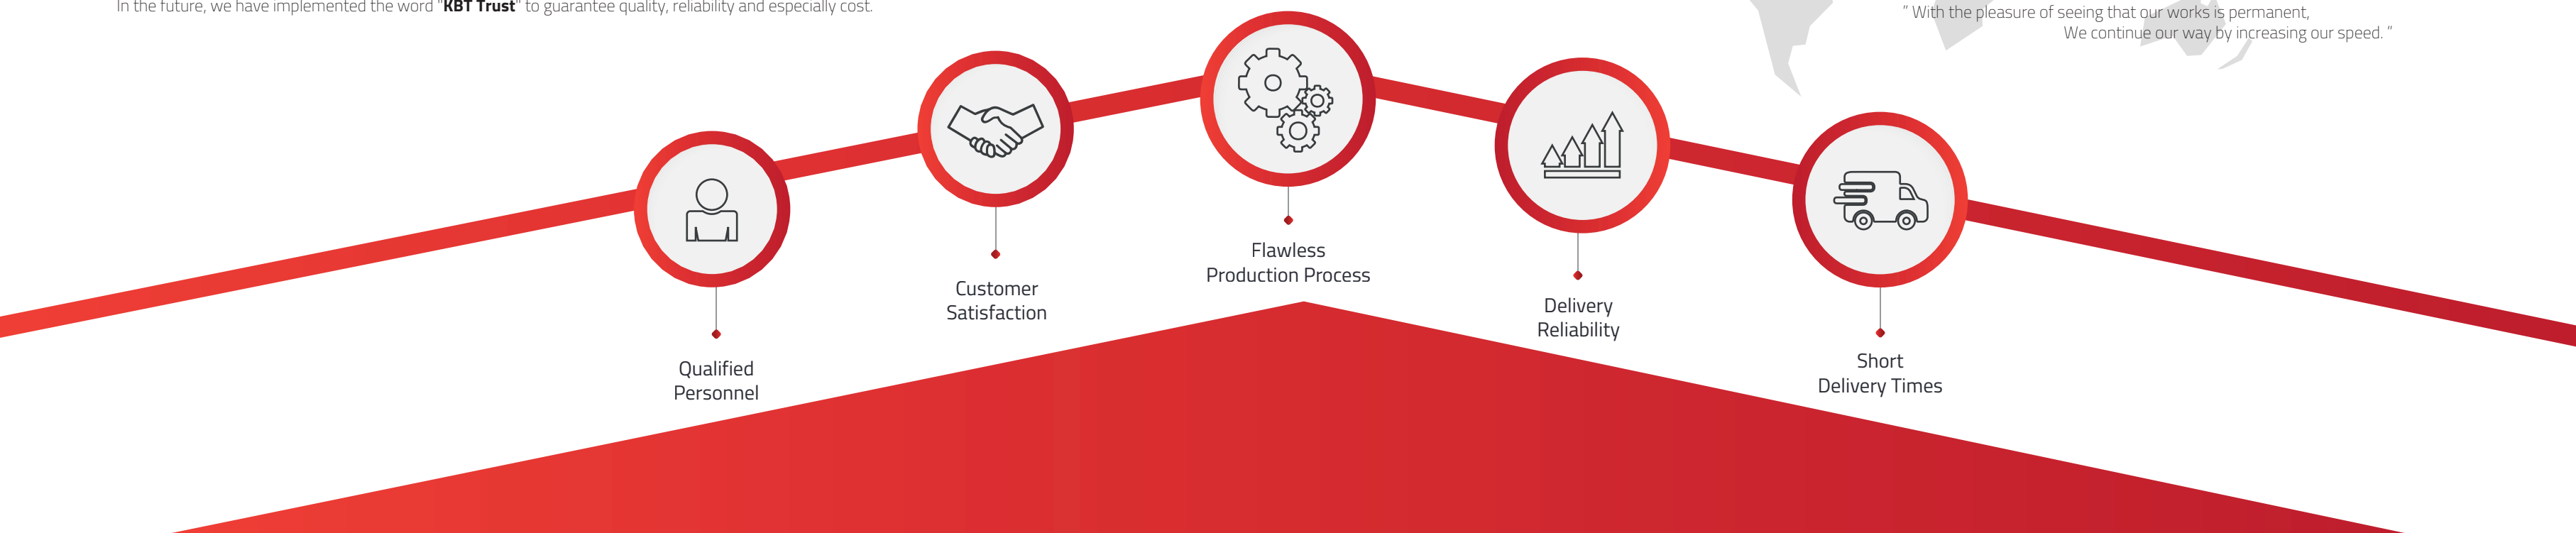 In the future, we have implemented the word "KBT Trust" to guarantee quality, reliability and especially cost.
" With the pleasure of seeing that our works is permanent,
We continue our way by increasing our speed. "
Qualified
Personnel
Customer
Satisfaction
Flawless
Production Process
Delivery
Reliability
Short
Delivery Times